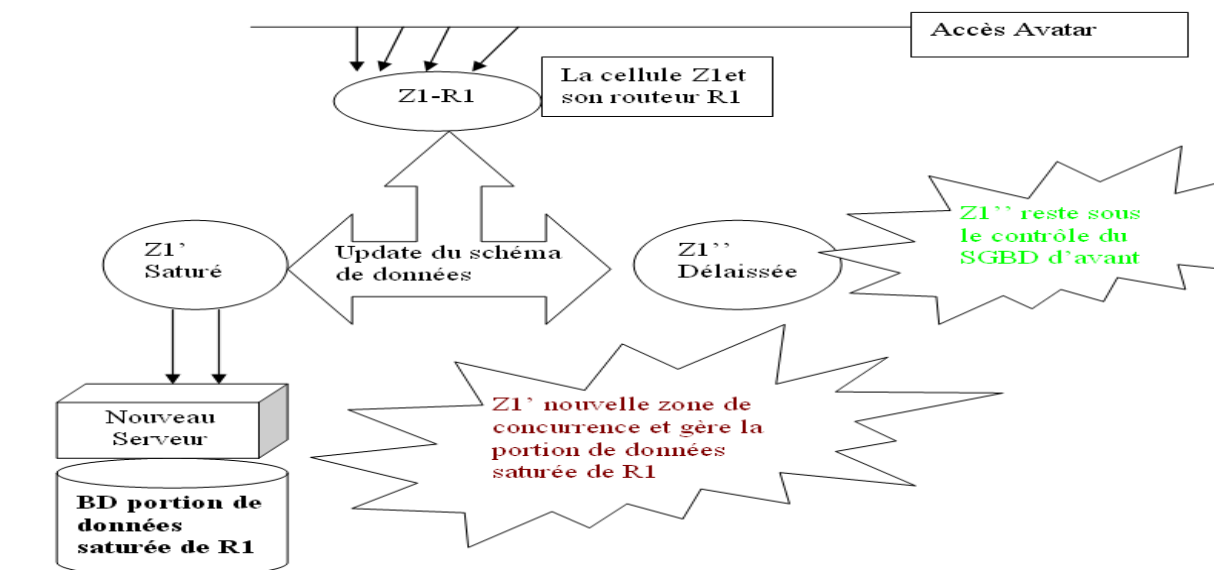 Accès Avatar
La cellule Z1et
son routeur R1
Z1-R1
Z1'
Saturé
Update du schéma
de données
Z1''
Délaissée
Z1'' reste sous
le contrôle du
SGBD d'avant
Z1' nouvelle zone de
concurrence et gère la
portion de données
saturée de R1
Nouveau
Serveur
BD portion de
données
saturée de R1